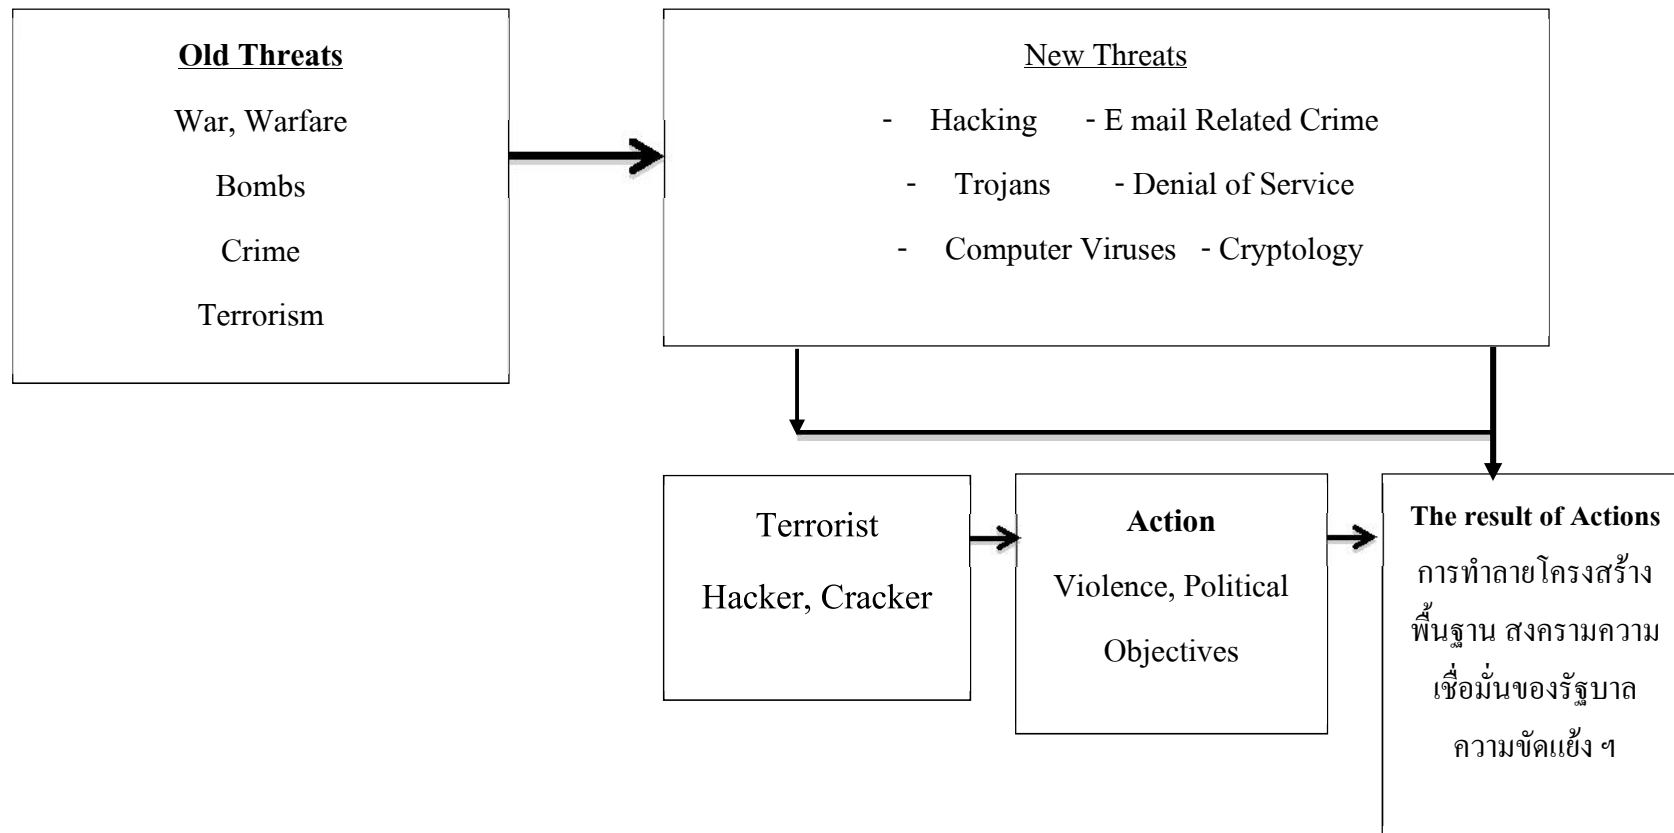 Old Threats
War, Warfare
Bombs
Crime
Terrorism
New Threats
- Hacking - E mail Related Crime
- Trojans - Denial of Service
- Computer Viruses - Cryptology
Terrorist
Hacker, Cracker
Action
Violence, Political
Objectives
The result of Actions
การทำลายโครงสร้าง
พื้นฐาน สงครามความ
เชื่อมั่นของรัฐบาล
ความขัดแย้ง ฯ